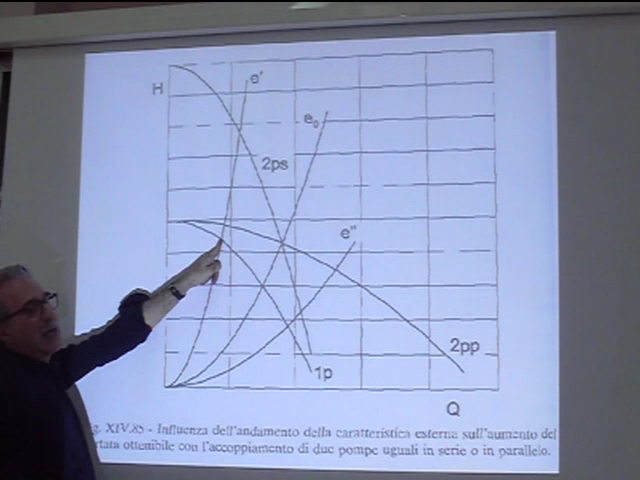 H
e'
e₀
2ps
e''
2pp
1p
Q
g. XIV.85 - Influenza dell'andamento della caratteristica esterna sull'aumento del
rtata ottenibile con l'accoppiamento di due pompe uguali in serie o in parallelo.